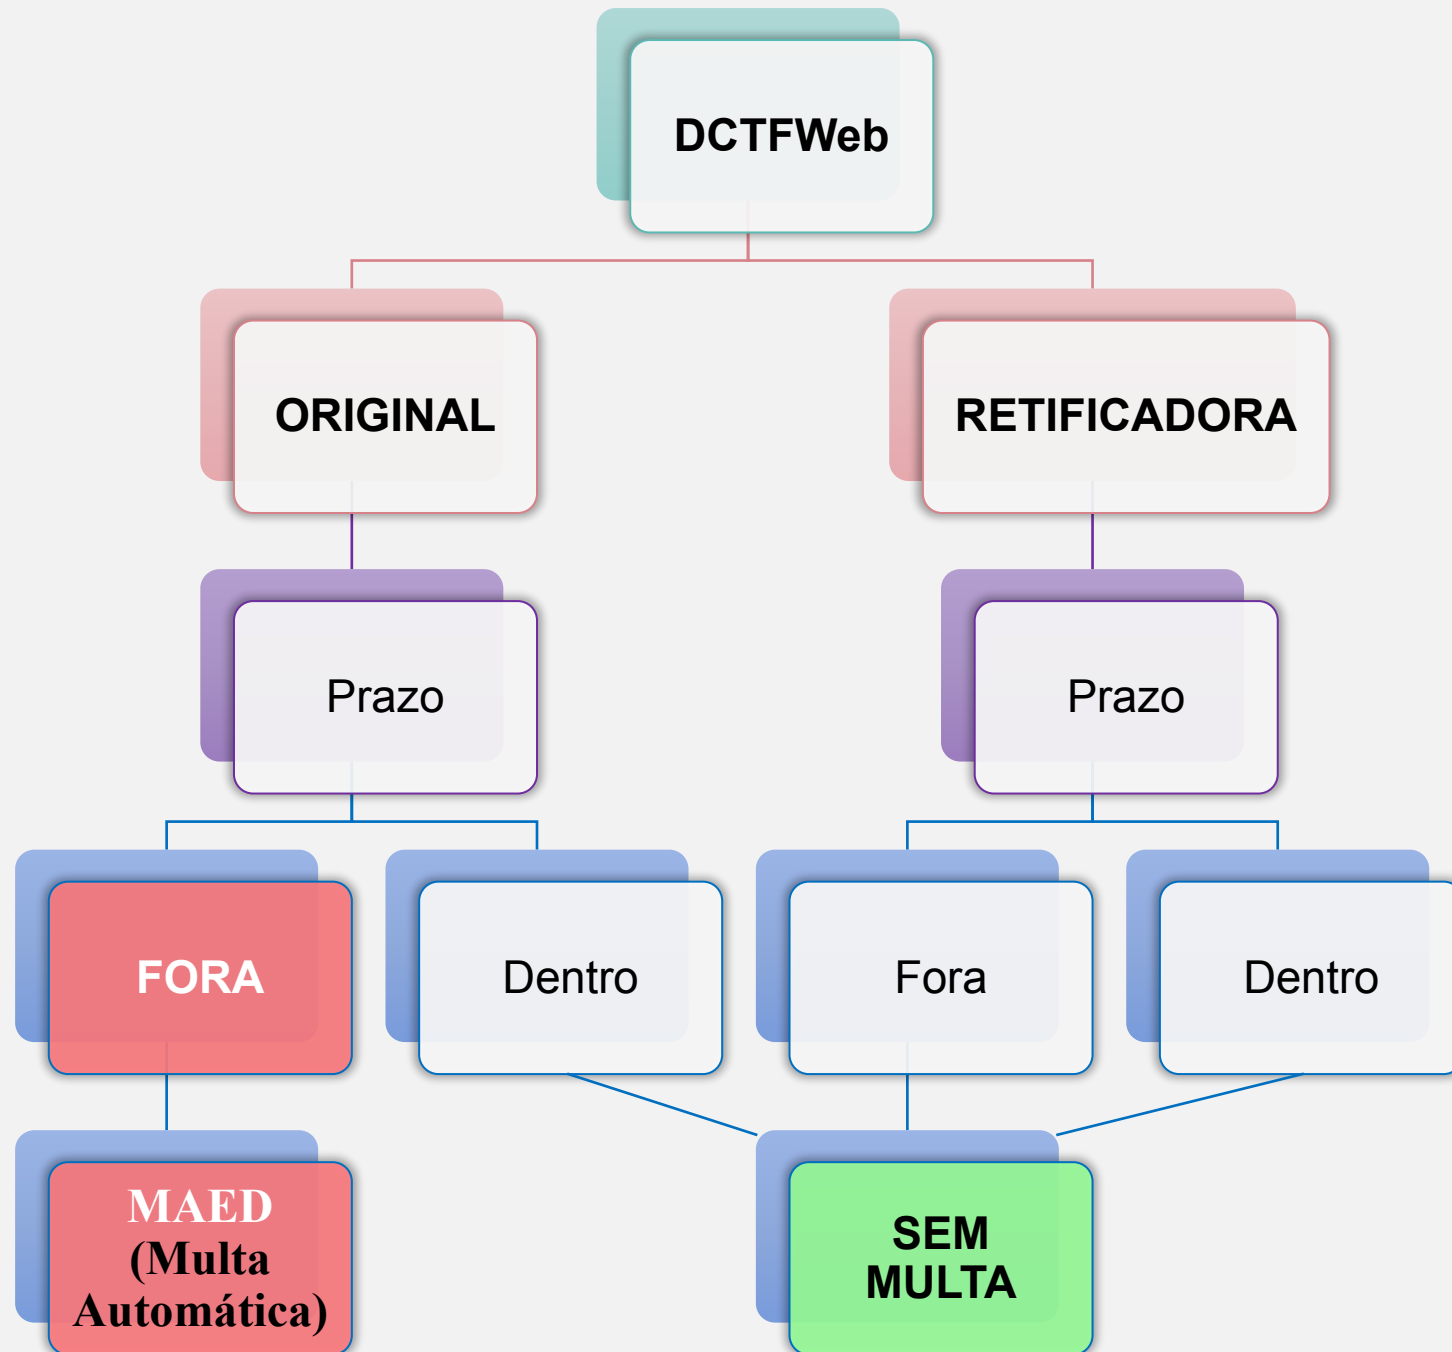 DCTFWeb
ORIGINAL
RETIFICADORA
Prazo
Prazo
FORA
Dentro
Fora
Dentro
MAED
(Multa
Automática)
SEM
MULTA